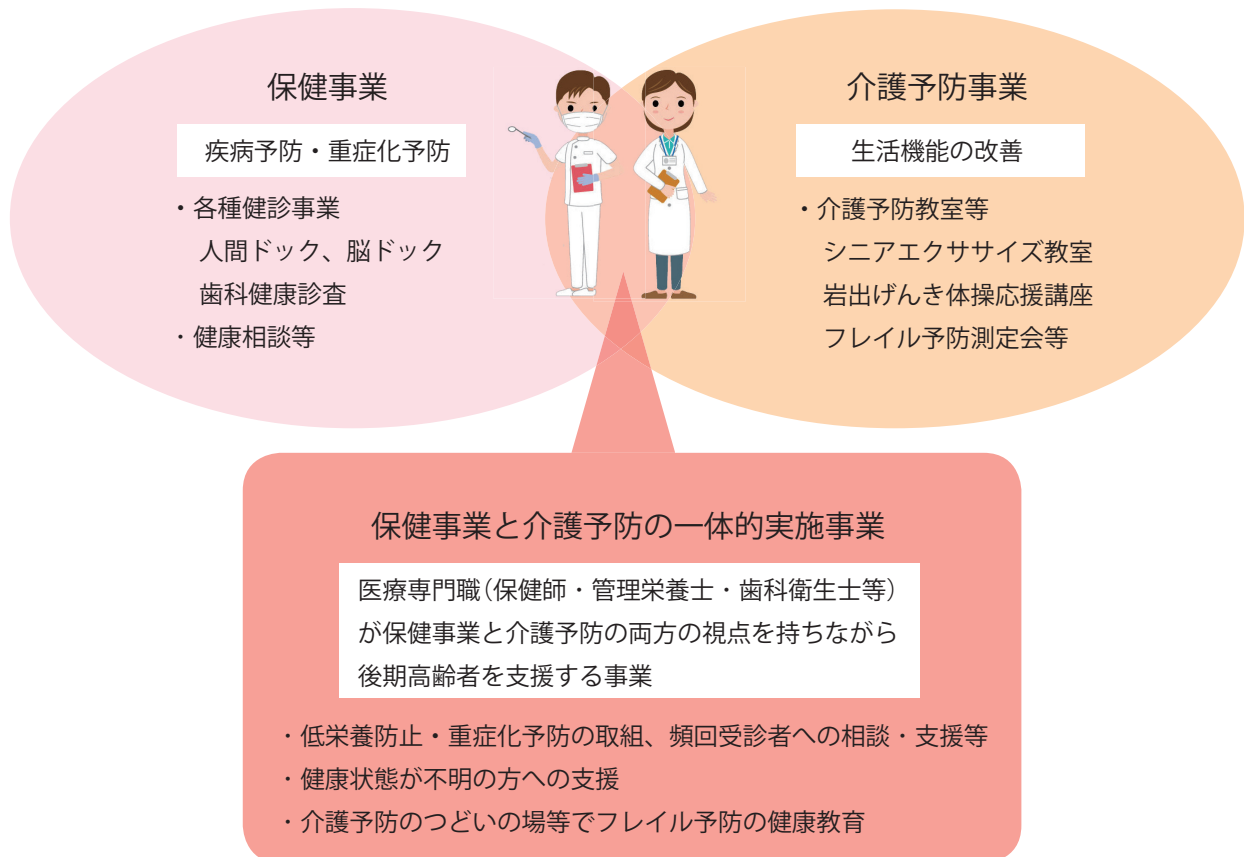 保健事業
疾病予防・重症化予防
・各種健診事業
人間ドック、脳ドック
歯科健康診査
・健康相談等
介護予防事業
生活機能の改善
・介護予防教室等
シニアエクササイズ教室
岩出げんき体操応援講座
フレイル予防測定会等
保健事業と介護予防の一体的実施事業
医療専門職(保健師・管理栄養士・歯科衛生士等)
が保健事業と介護予防の両方の視点を持ちながら
後期高齢者を支援する事業
・低栄養防止・重症化予防の取組、頻回受診者への相談・支援等
・健康状態が不明の方への支援
・介護予防のつどいの場等でフレイル予防の健康教育